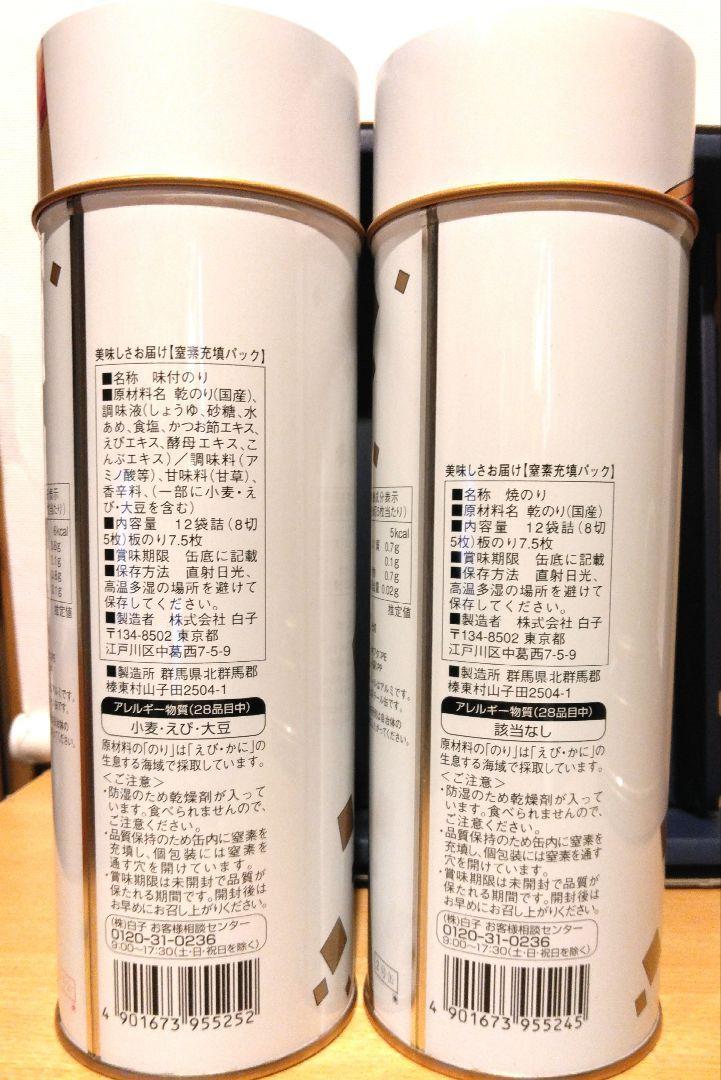 美味しさお届け【窒素充填パック】
■名称 味付のり
■原材料名 乾のり(国産)、
調味液(しょうゆ、砂糖、水
あめ、食塩、かつお節エキス、
えびエキス、酵母エキス、こ
んぶエキス)／調味料(ア
ミノ酸等)、甘味料(甘草)、
香辛料、(一部に小麦・え
び・大豆を含む)
■内容量 12袋詰(8切
5枚)板のり7.5枚
■賞味期限 缶底に記載
■保存方法 直射日光、
高温多湿の場所を避けて
保存してください。
■製造者 株式会社 白子
〒134-8502 東京都
江戸川区中葛西7-5-9
■製造所 群馬県北群馬郡
榛東村山子田2504-1
アレルギー物質(28品目中)
小麦・えび・大豆
原材料の「のり」は「えび・かに」の
生息する海域で採取しています。
<ご注意>
・防湿のため乾燥剤が入って
います。食べられませんので、
ご注意ください。
・品質保持のため缶内に窒素を
充填し、個包装には窒素を
通す穴を開けています。
・賞味期限は未開封で品質が
保たれる期間です。開封後は
お早めにお召し上がりください。
(株)白子 お客様相談センター
0120-31-0236
9:00~17:30(土・日・祝日を除く)
4 901673 955252
美味しさお届け【窒素充填パック】
■名称 焼のり
■原材料名 乾のり(国産)
■内容量 12袋詰(8切
5枚)板のり7.5枚
■賞味期限 缶底に記載
■保存方法 直射日光、
高温多湿の場所を避けて
保存してください。
■製造者 株式会社 白子
〒134-8502 東京都
江戸川区中葛西7-5-9
■製造所 群馬県北群馬郡
榛東村山子田2504-1
アレルギー物質(28品目中)
該当なし
原材料の「のり」は「えび・かに」の
生息する海域で採取しています。
<ご注意>
・防湿のため乾燥剤が入って
います。食べられませんので、
ご注意ください。
・品質保持のため缶内に窒素を
充填し、個包装には窒素を通す
穴を開けています。
・賞味期限は未開封で品質が
保たれる期間です。開封後は
お早めにお召し上がりください。
(株)白子 お客様相談センター
0120-31-0236
9:00~17:30(土・日・祝日を除く)
4 901673 955245
成分表示
5kcal
0.7g
0.1g
0.7g
0.02g
推定値